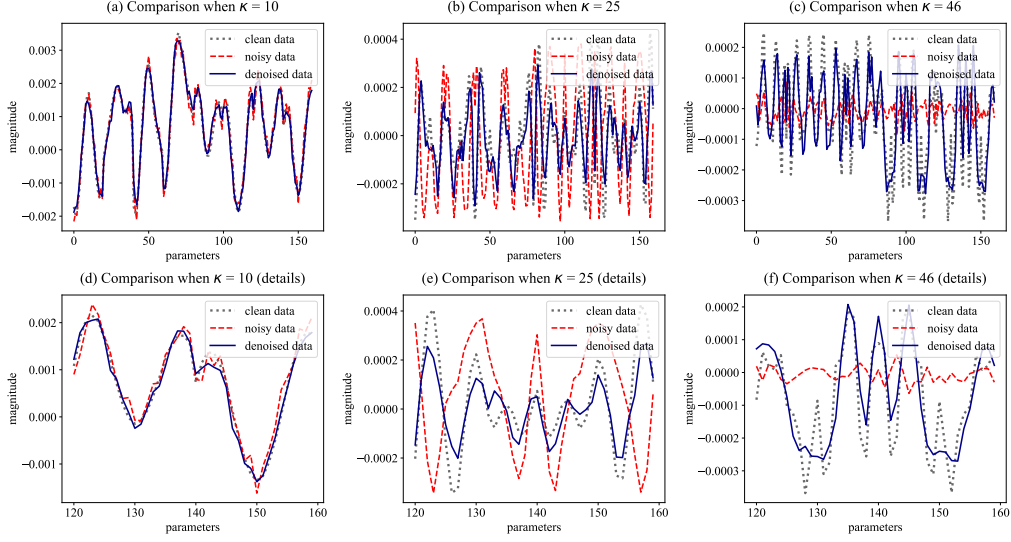 (a) Comparison when κ = 10
(b) Comparison when κ = 25
(c) Comparison when κ = 46
clean data
noisy data
denoised data
clean data
noisy data
denoised data
clean data
noisy data
denoised data
magnitude
0.003
0.002
0.001
0.000
−0.001
−0.002
0 50 100 150
parameters
magnitude
0.0004
0.0002
0.0000
−0.0002
0 50 100 150
parameters
magnitude
0.0002
0.0001
0.0000
−0.0001
−0.0002
−0.0003
0 50 100 150
parameters
(d) Comparison when κ = 10 (details)
(e) Comparison when κ = 25 (details)
(f) Comparison when κ = 46 (details)
clean data
noisy data
denoised data
clean data
noisy data
denoised data
clean data
noisy data
denoised data
magnitude
0.002
0.001
0.000
−0.001
120 130 140 150 160
parameters
magnitude
0.0004
0.0002
0.0000
−0.0002
120 130 140 150 160
parameters
magnitude
0.0002
0.0001
0.0000
−0.0001
−0.0002
−0.0003
120 130 140 150 160
parameters